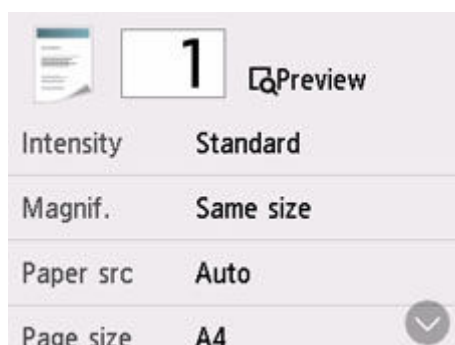 1 Preview
Intensity Standard
Magnif. Same size
Paper src Auto
Page size A4